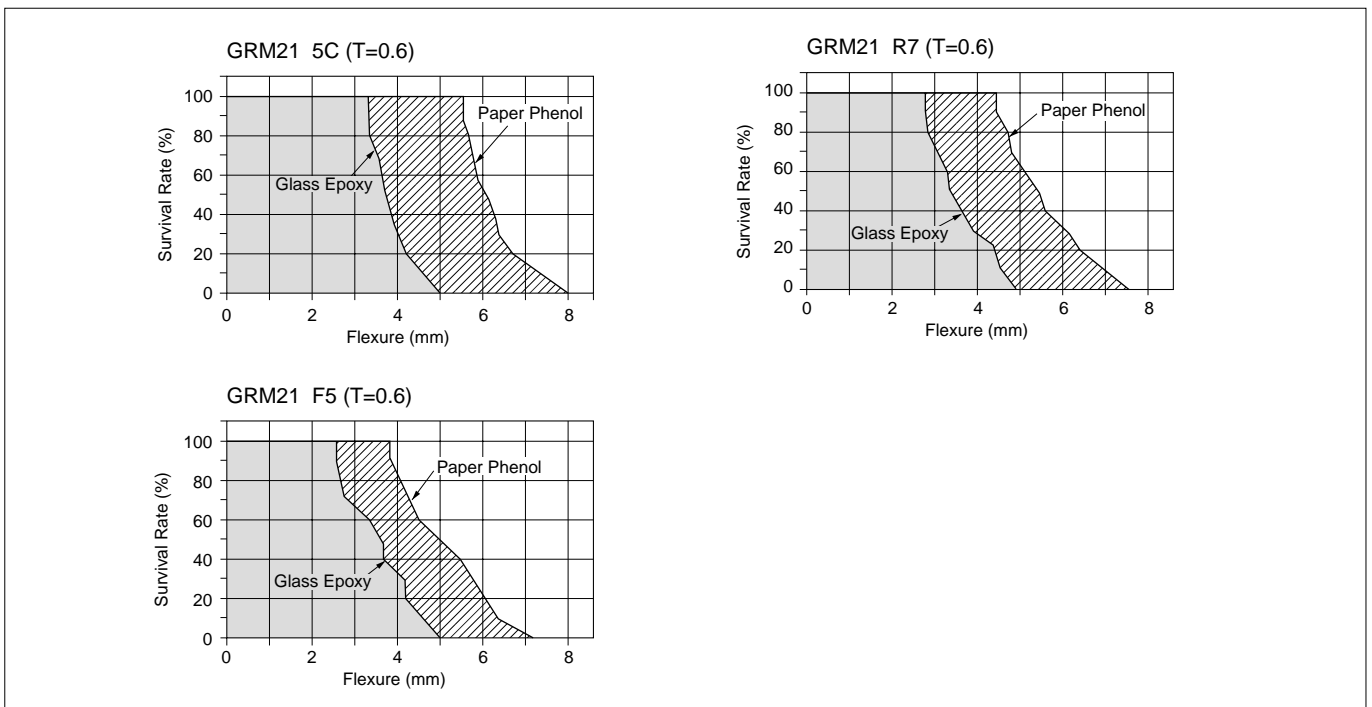 GRM21 5C (T=0.6)
Survival Rate (%)
100
80
60
40
20
0
Paper Phenol
Glass Epoxy
0 2 4 6 8
Flexure (mm)
GRM21 R7 (T=0.6)
Survival Rate (%)
100
80
60
40
20
0
Paper Phenol
Glass Epoxy
0 2 4 6 8
Flexure (mm)
GRM21 F5 (T=0.6)
Survival Rate (%)
100
80
60
40
20
0
Paper Phenol
Glass Epoxy
0 2 4 6 8
Flexure (mm)